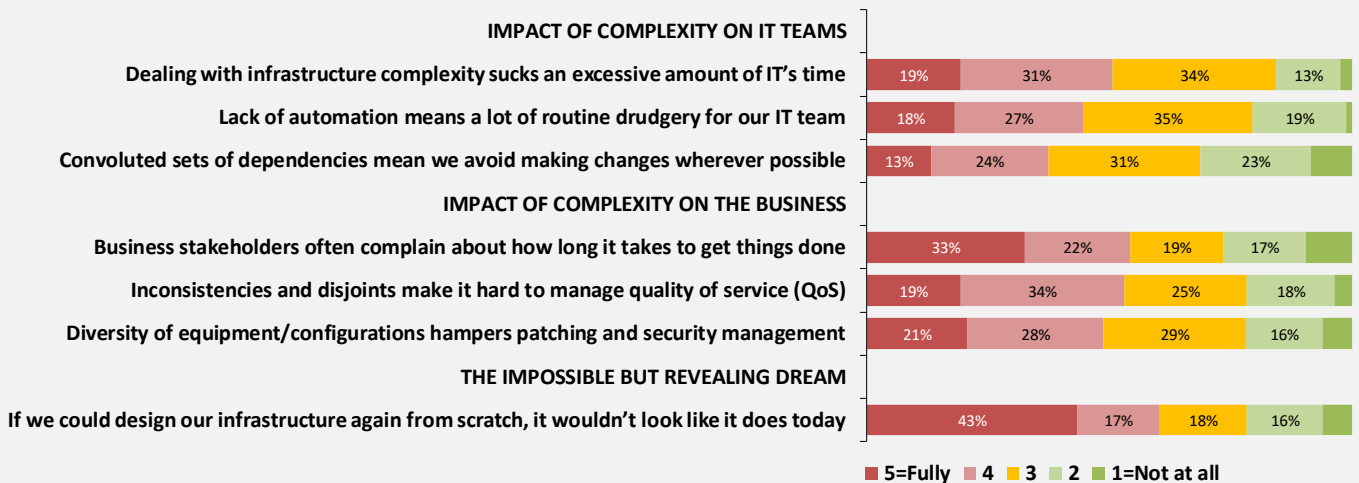 IMPACT OF COMPLEXITY ON IT TEAMS
Dealing with infrastructure complexity sucks an excessive amount of IT’s time 19% 31% 34% 13%
Lack of automation means a lot of routine drudgery for our IT team 18% 27% 35% 19%
Convoluted sets of dependencies mean we avoid making changes wherever possible 13% 24% 31% 23%
IMPACT OF COMPLEXITY ON THE BUSINESS
Business stakeholders often complain about how long it takes to get things done 33% 22% 19% 17%
Inconsistencies and disjoints make it hard to manage quality of service (QoS) 19% 34% 25% 18%
Diversity of equipment/configurations hampers patching and security management 21% 28% 29% 16%
THE IMPOSSIBLE BUT REVEALING DREAM
If we could design our infrastructure again from scratch, it wouldn’t look like it does today 43% 17% 18% 16%
5=Fully 4 3 2 1=Not at all